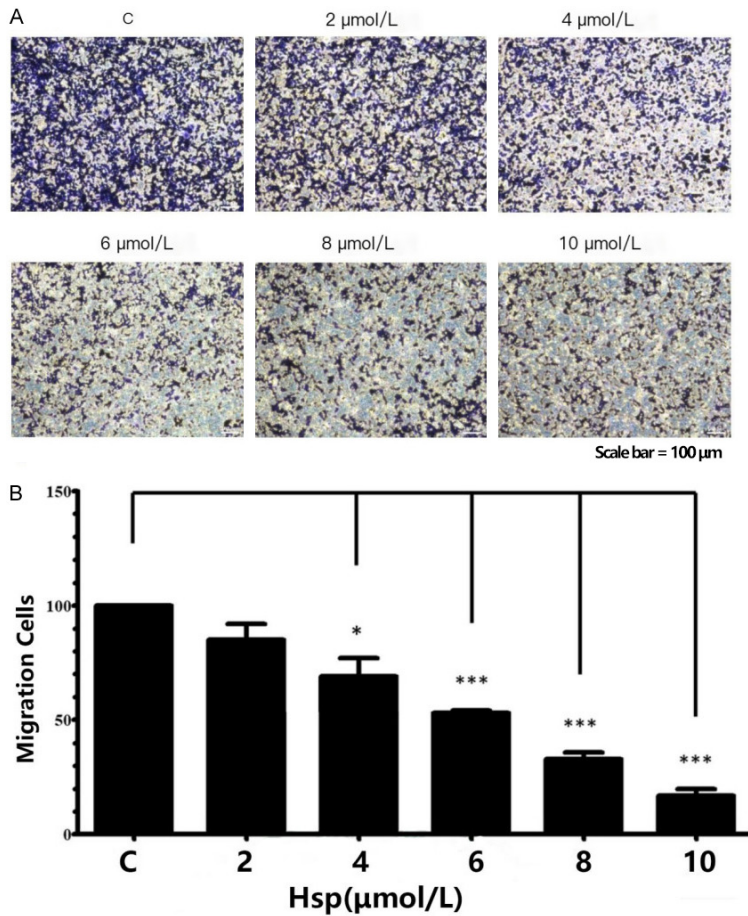 A
C
2 μmol/L
4 μmol/L
6 μmol/L
8 μmol/L
10 μmol/L
Scale bar = 100 μm
B
150
100
50
0
Migration Cells
*
***
***
***
C 2 4 6 8 10
Hsp(μmol/L)